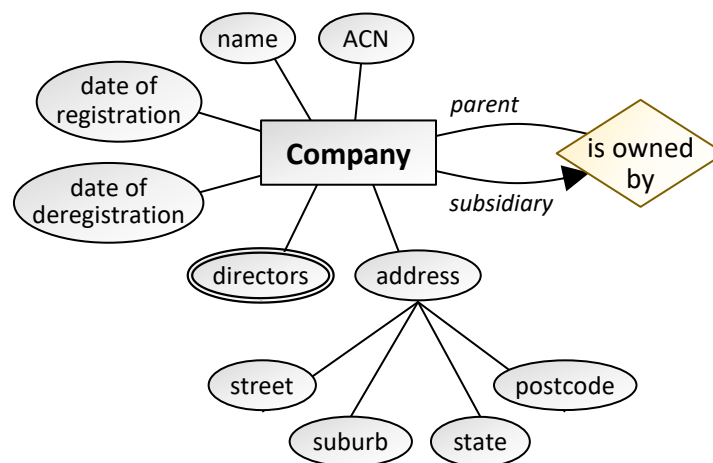 name
ACN
date of
registration
parent
Company
is owned
by
date of
deregistration
subsidiary
directors
address
street
postcode
suburb
state